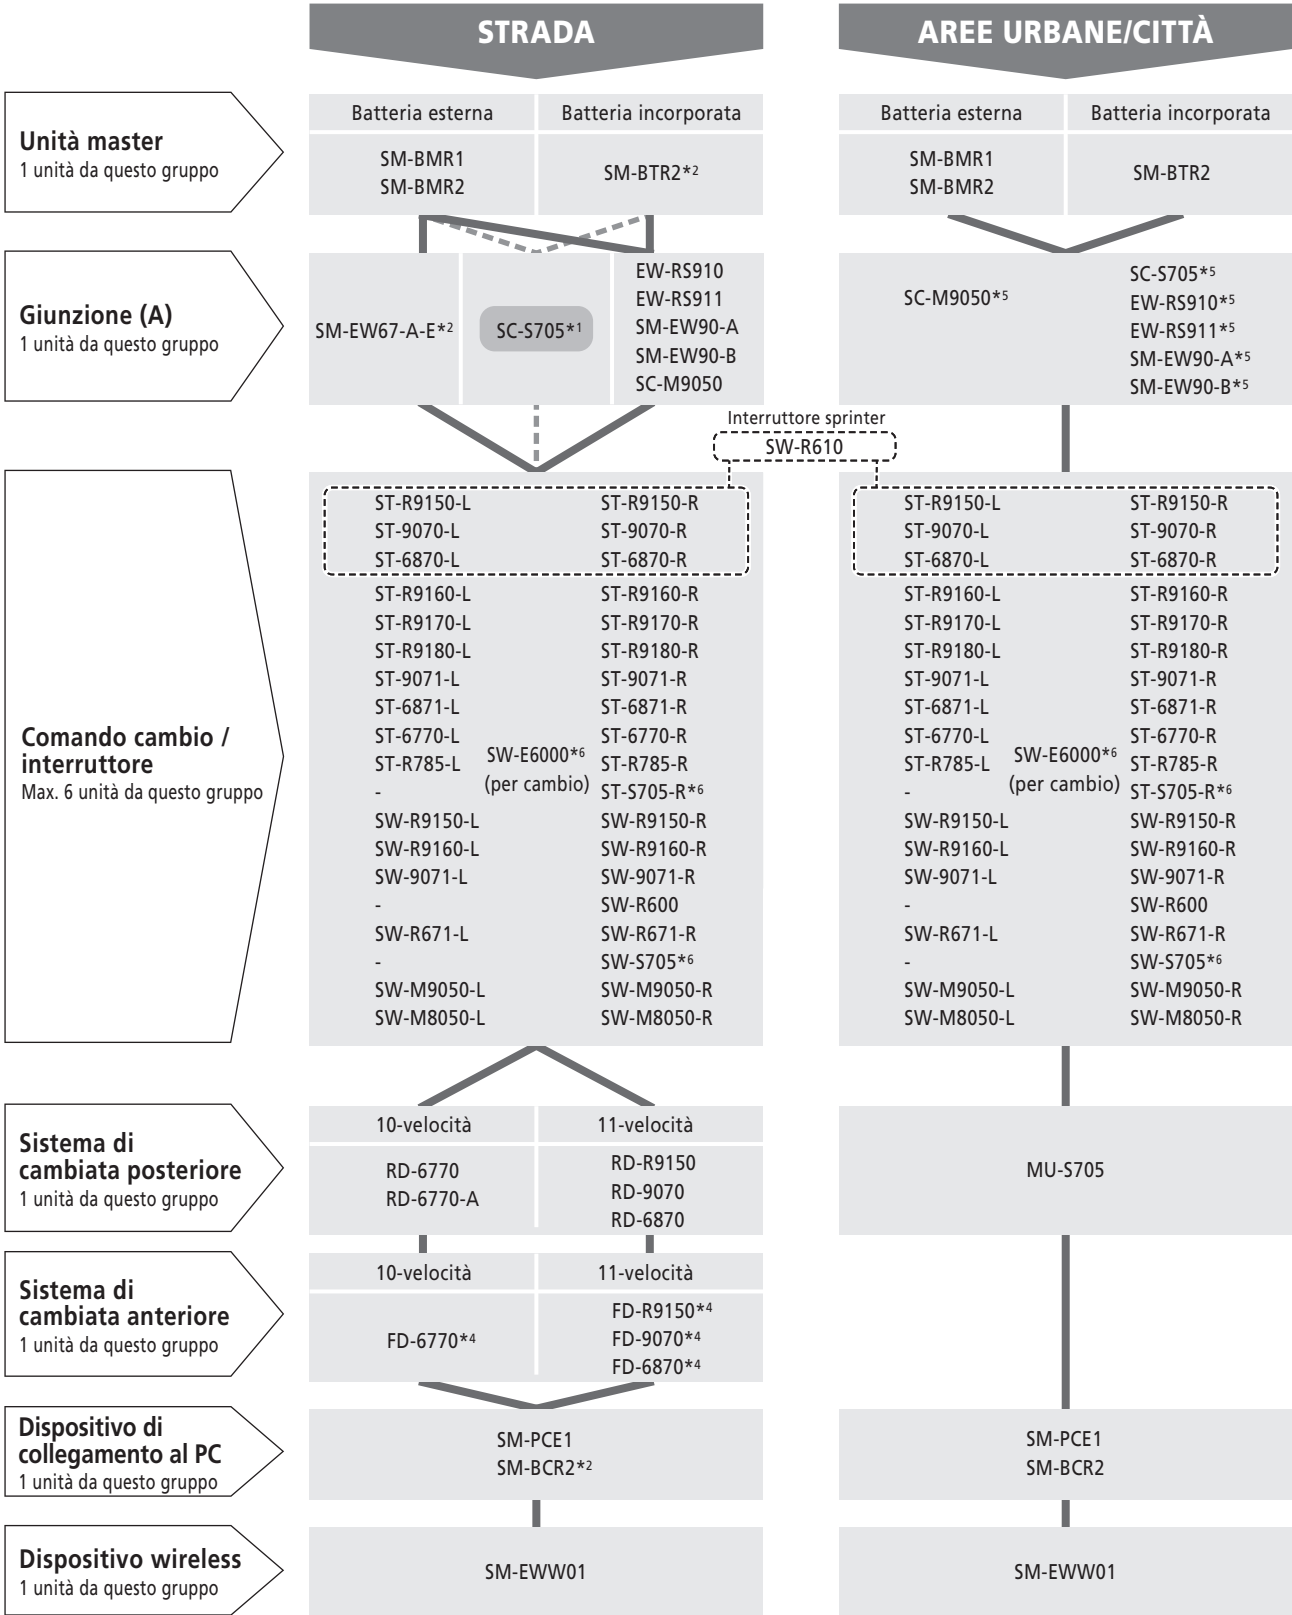 STRADA
AREE URBANE/CITTÀ
Unità master
1 unità da questo gruppo
Batteria esterna
Batteria incorporata
SM-BMR1
SM-BMR2
SM-BTR2*2
Batteria esterna
Batteria incorporata
SM-BMR1
SM-BMR2
SM-BTR2
Giunzione (A)
1 unità da questo gruppo
SM-EW67-A-E*2
SC-S705*1
EW-RS910
EW-RS911
SM-EW90-A
SM-EW90-B
SC-M9050
SC-M9050*5
SC-S705*5
EW-RS910*5
EW-RS911*5
SM-EW90-A*5
SM-EW90-B*5
Interruttore sprinter
SW-R610
Comando cambio /
interruttore
Max. 6 unità da questo gruppo
ST-R9150-L
ST-9070-L
ST-6870-L
ST-R9160-L
ST-R9170-L
ST-R9180-L
ST-9071-L
ST-6871-L
ST-6770-L
ST-R785-L
-
SW-R9150-L
SW-R9160-L
SW-9071-L
-
SW-R671-L
-
SW-M9050-L
SW-M8050-L
SW-E6000*6
(per cambio)
ST-R9150-R
ST-9070-R
ST-6870-R
ST-R9160-R
ST-R9170-R
ST-R9180-R
ST-9071-R
ST-6871-R
ST-6770-R
ST-R785-R
ST-S705-R*6
SW-R9150-R
SW-R9160-R
SW-9071-R
SW-R600
SW-R671-R
SW-S705*6
SW-M9050-R
SW-M8050-R
ST-R9150-L
ST-9070-L
ST-6870-L
ST-R9160-L
ST-R9170-L
ST-R9180-L
ST-9071-L
ST-6871-L
ST-6770-L
ST-R785-L
-
SW-R9150-L
SW-R9160-L
SW-9071-L
-
SW-R671-L
-
SW-M9050-L
SW-M8050-L
SW-E6000*6
(per cambio)
ST-R9150-R
ST-9070-R
ST-6870-R
ST-R9160-R
ST-R9170-R
ST-R9180-R
ST-9071-R
ST-6871-R
ST-6770-R
ST-R785-R
ST-S705-R*6
SW-R9150-R
SW-R9160-R
SW-9071-R
SW-R600
SW-R671-R
SW-S705*6
SW-M9050-R
SW-M8050-R
Sistema di
cambiata posteriore
1 unità da questo gruppo
10-velocità
11-velocità
RD-6770
RD-6770-A
RD-R9150
RD-9070
RD-6870
MU-S705
Sistema di
cambiata anteriore
1 unità da questo gruppo
10-velocità
11-velocità
FD-6770*4
FD-R9150*4
FD-9070*4
FD-6870*4
Dispositivo di
collegamento al PC
1 unità da questo gruppo
SM-PCE1
SM-BCR2*2
SM-PCE1
SM-BCR2
Dispositivo wireless
1 unità da questo gruppo
SM-EWW01
SM-EWW01